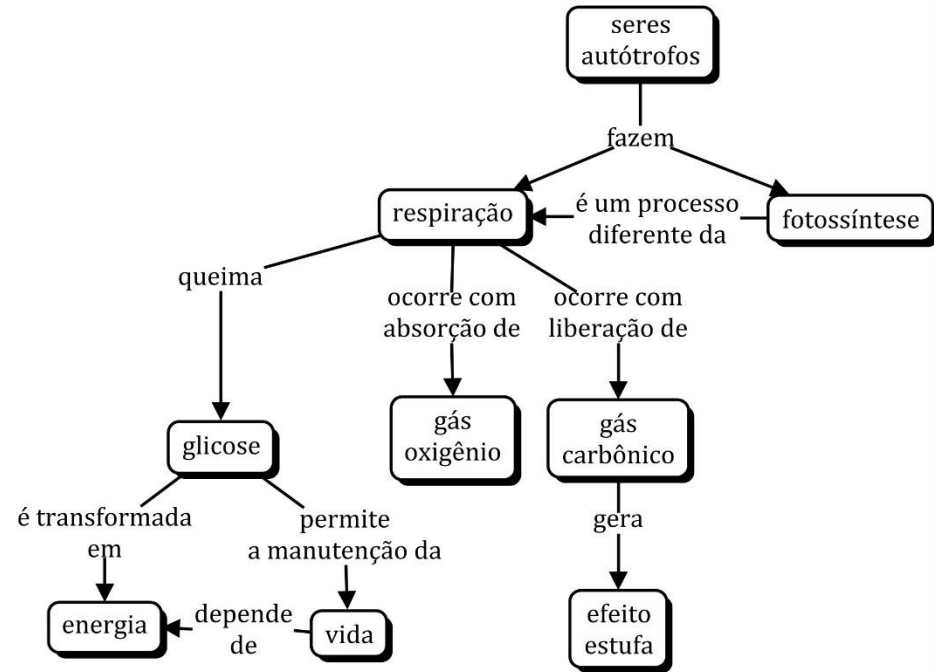 seres
autótrofos
fazem
respiração
é um processo
diferente da
fotossíntese
queima
ocorre com
absorção de
ocorre com
liberação de
glicose
gás
oxigênio
gás
carbônico
é transformada
em
permite
a manutenção da
gera
energia
depende
de
vida
efeito
estufa